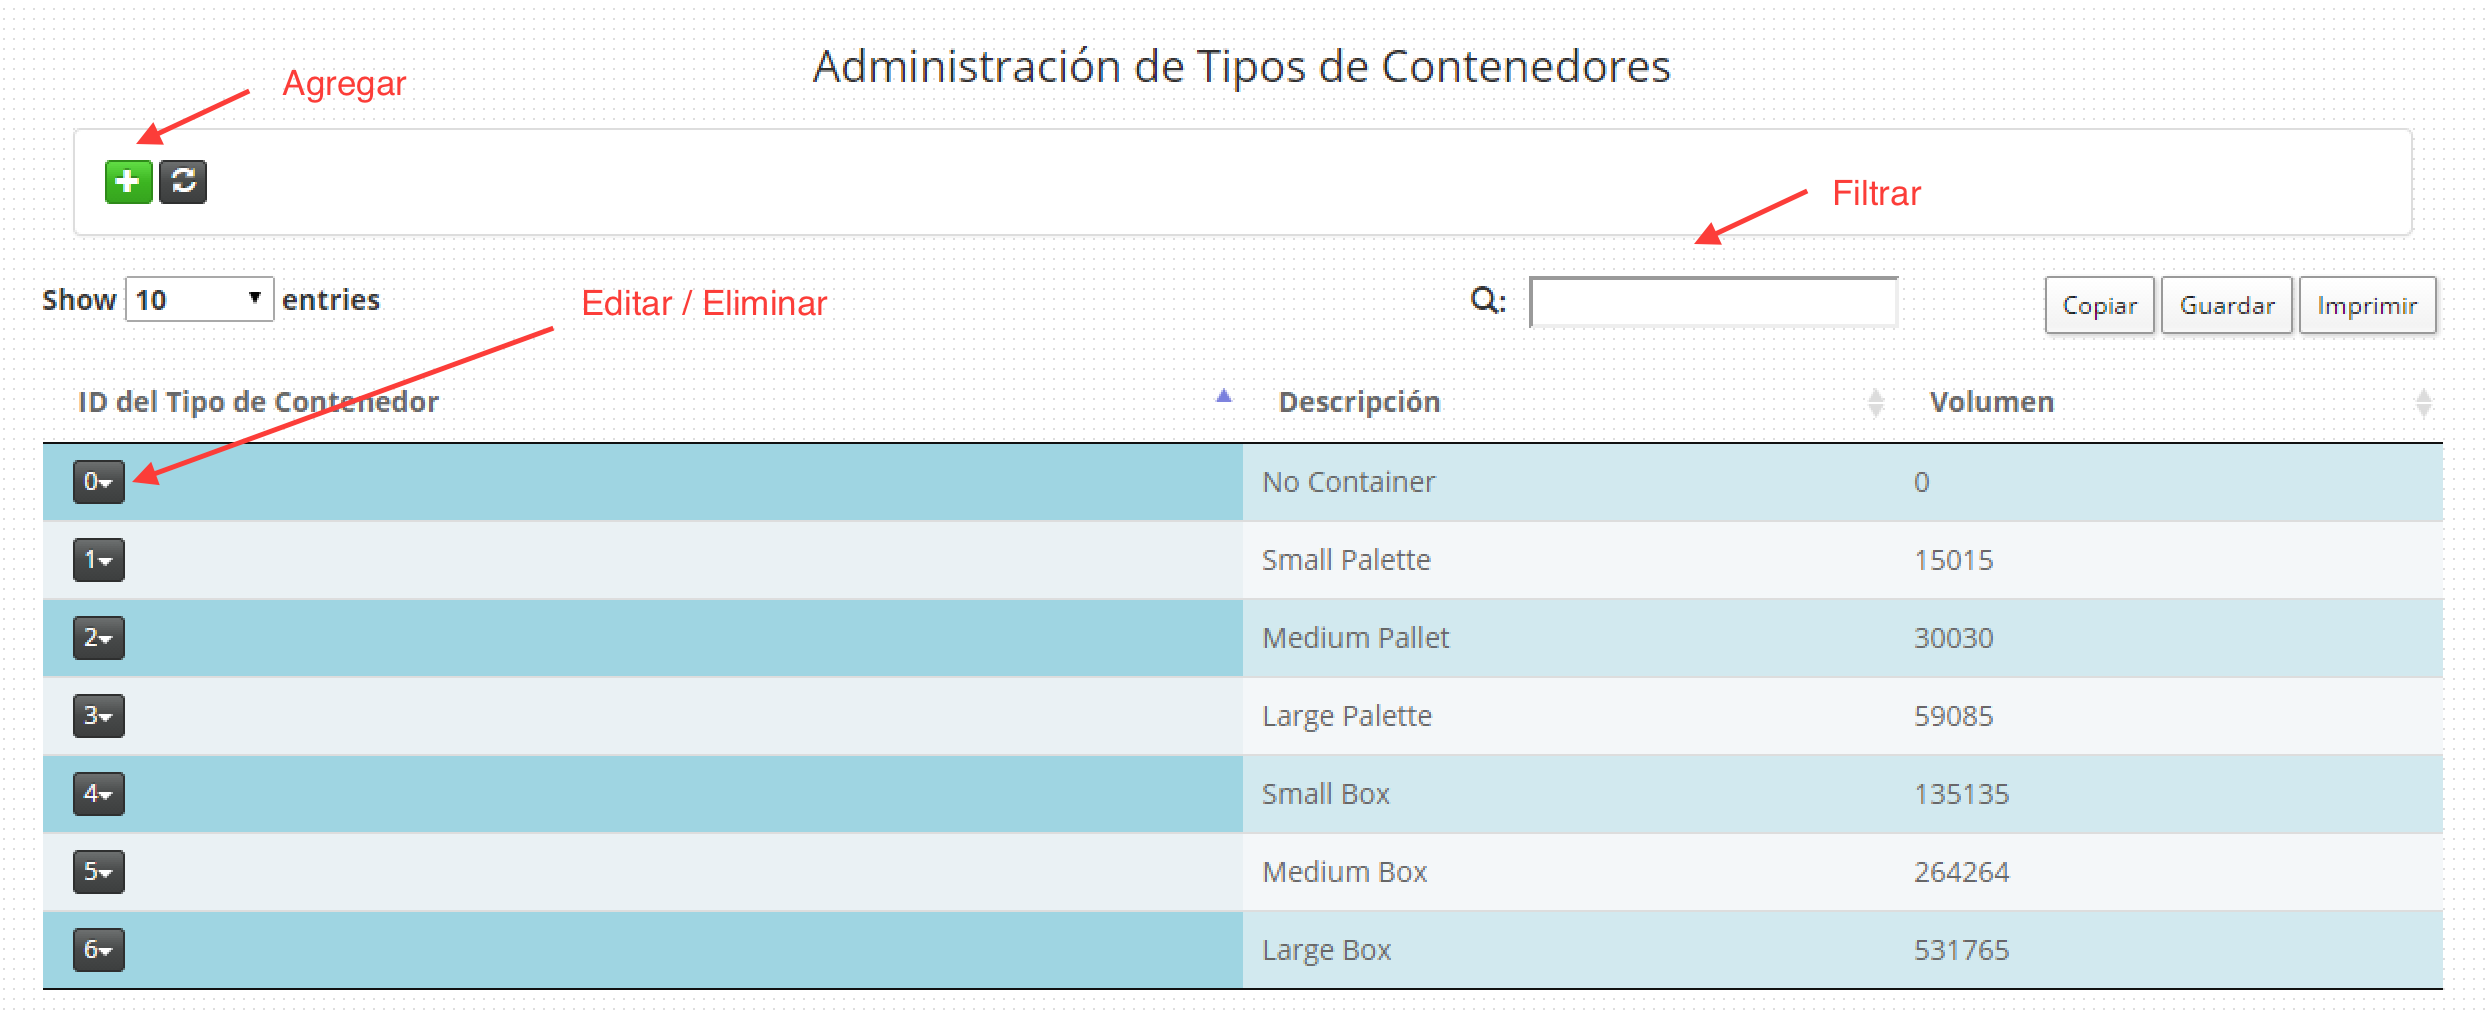 Administración de Tipos de Contenedores
Agregar
Filtrar
Show 10 entries
Editar / Eliminar
Copiar Guardar Imprimir
ID del Tipo de Contenedor Descripción Volumen
0 No Container 0
1 Small Palette 15015
2 Medium Pallet 30030
3 Large Palette 59085
4 Small Box 135135
5 Medium Box 264264
6 Large Box 531765